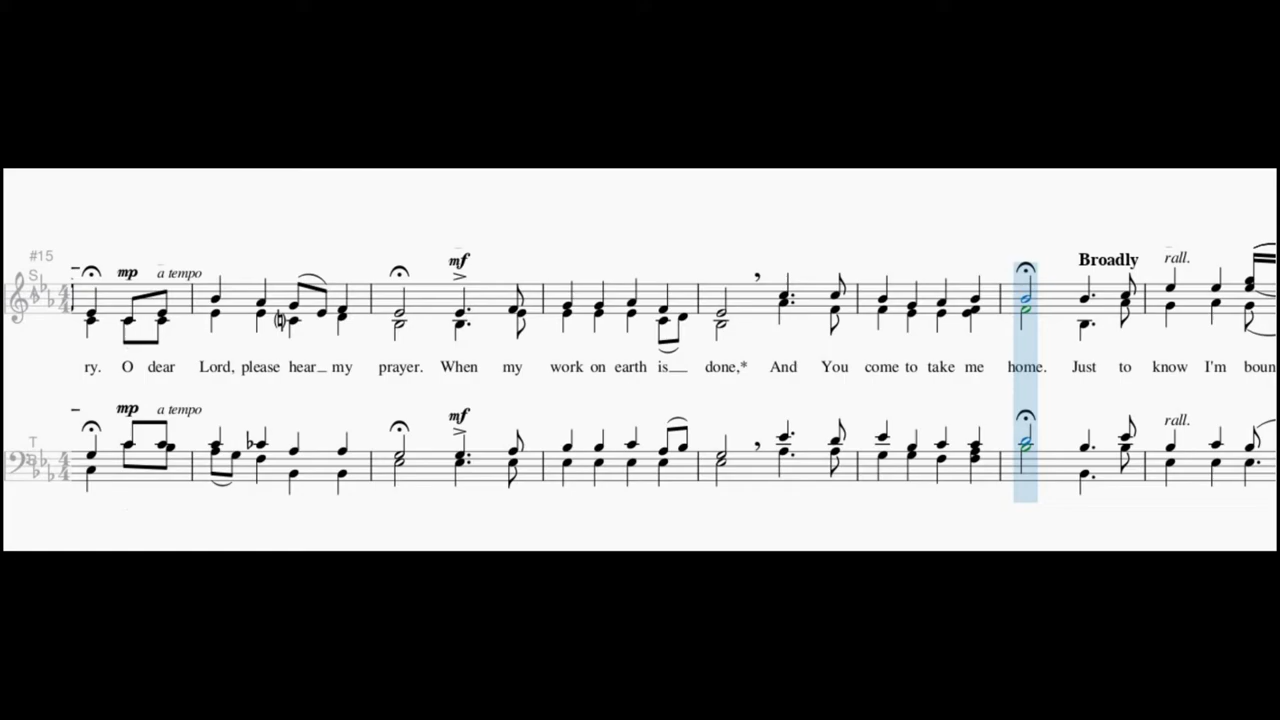 #15
S
mp a tempo
mf
Broadly rall.
ry. O dear Lord, please hear my prayer. When my work on earth is done,* And You come to take me home. Just to know I'm boun
T
mp a tempo
mf
rall.